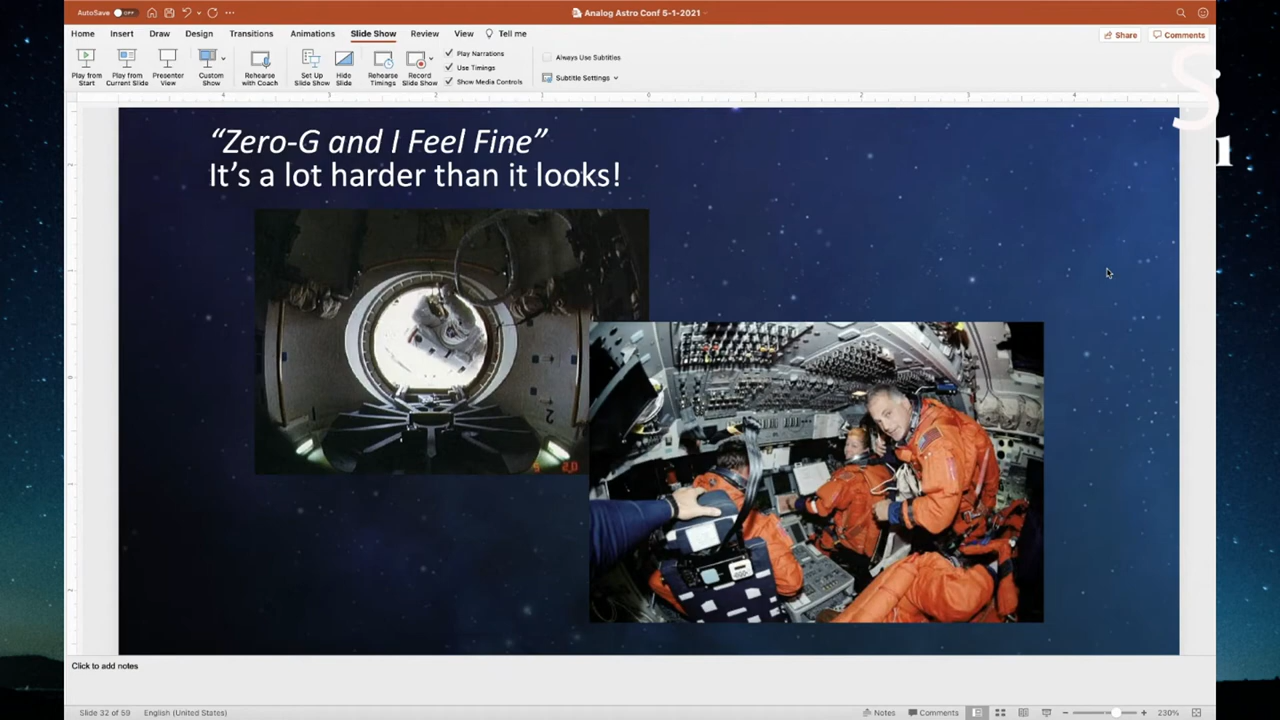 AutoSave OFF
Analog Astro Conf 5-1-2021
Home Insert Draw Design Transitions Animations Slide Show Review View Tell me
Share Comments
Play from Start
Play from Current Slide
Presenter View
Custom Show
Rehearse with Coach
Set Up Slide Show
Hide Slide
Rehearse Timings
Record Slide Show
Play Narrations
Use Timings
Show Media Controls
Always Use Subtitles
Subtitle Settings
“Zero-G and I Feel Fine”
It’s a lot harder than it looks!
Click to add notes
Slide 32 of 59 English (United States) Notes Comments 230%